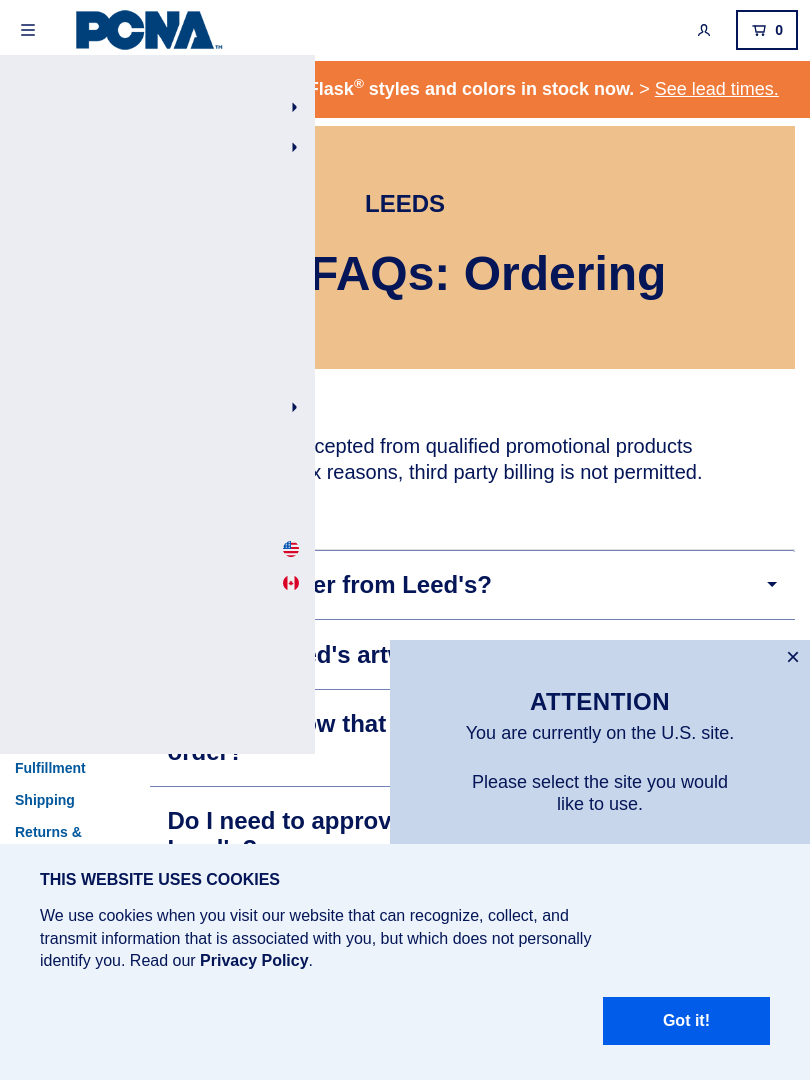 PCNA™
0
Flask® styles and colors in stock now. > See lead times.
LEEDS
FAQs: Ordering
cepted from qualified promotional products
x reasons, third party billing is not permitted.
er from Leed's?
ed's art
ow that
order?
Do I need to approv
Fulfillment
Shipping
Returns &
×
ATTENTION
You are currently on the U.S. site.
Please select the site you would
like to use.
THIS WEBSITE USES COOKIES
We use cookies when you visit our website that can recognize, collect, and
transmit information that is associated with you, but which does not personally
identify you. Read our Privacy Policy.
Got it!